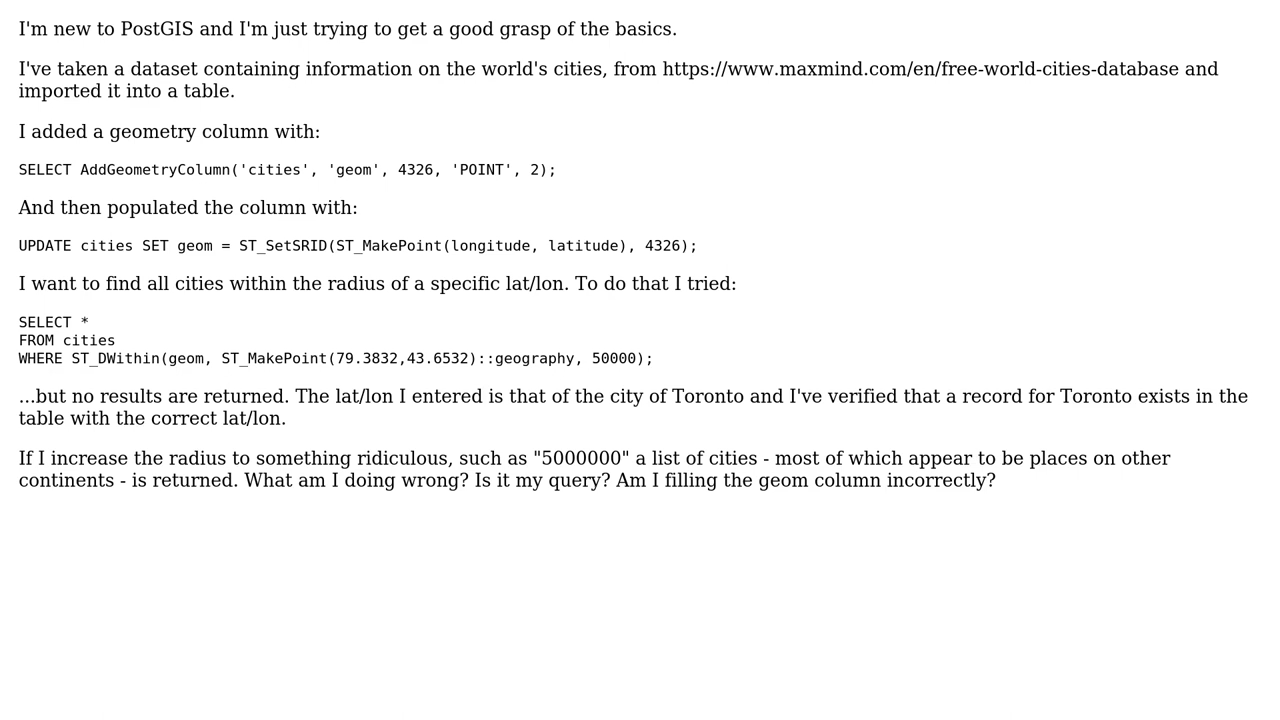 I'm new to PostGIS and I'm just trying to get a good grasp of the basics.
I've taken a dataset containing information on the world's cities, from https://www.maxmind.com/en/free-world-cities-database and
imported it into a table.
I added a geometry column with:
SELECT AddGeometryColumn('cities', 'geom', 4326, 'POINT', 2);
And then populated the column with:
UPDATE cities SET geom = ST_SetSRID(ST_MakePoint(longitude, latitude), 4326);
I want to find all cities within the radius of a specific lat/lon. To do that I tried:
SELECT *
FROM cities
WHERE ST_DWithin(geom, ST_MakePoint(79.3832,43.6532)::geography, 50000);
...but no results are returned. The lat/lon I entered is that of the city of Toronto and I've verified that a record for Toronto exists in the
table with the correct lat/lon.
If I increase the radius to something ridiculous, such as "5000000" a list of cities - most of which appear to be places on other
continents - is returned. What am I doing wrong? Is it my query? Am I filling the geom column incorrectly?